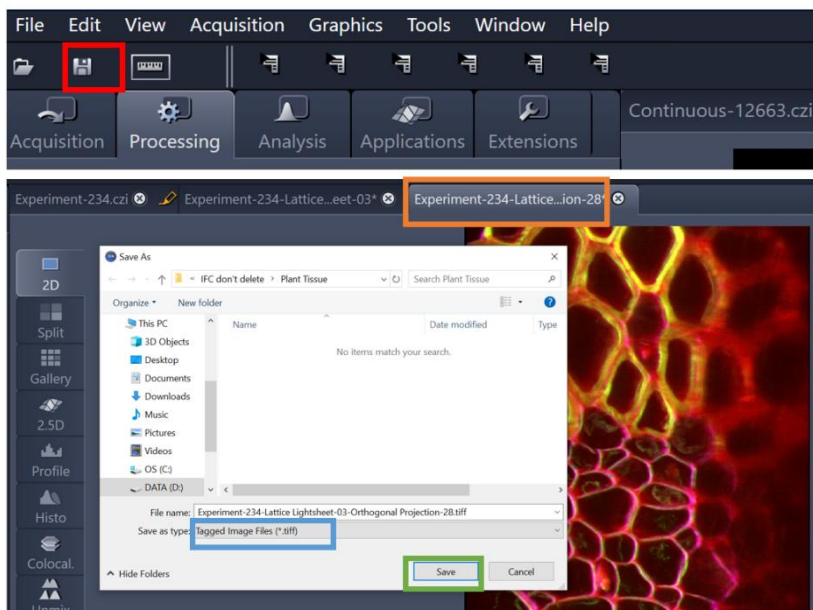 File Edit View Acquisition Graphics Tools Window Help
Acquisition Processing Analysis Applications Extensions Continuous-12663.czi
Experiment-234.czi Experiment-234-Lattice...eet-03* Experiment-234-Lattice...ion-28*
2D
Split
Gallery
2.5D
Profile
Histo
Colocal.
Unmix
Save As
« IFC don't delete > Plant Tissue Search Plant Tissue
Organize New folder
This PC
3D Objects
Desktop
Documents
Downloads
Music
Pictures
Videos
OS (C:)
DATA (D:)
Name Date modified Type
No items match your search.
File name: Experiment-234-Lattice Lightsheet-03-Orthogonal Projection-28.tiff
Save as type: Tagged Image Files (*.tiff)
Hide Folders Save Cancel